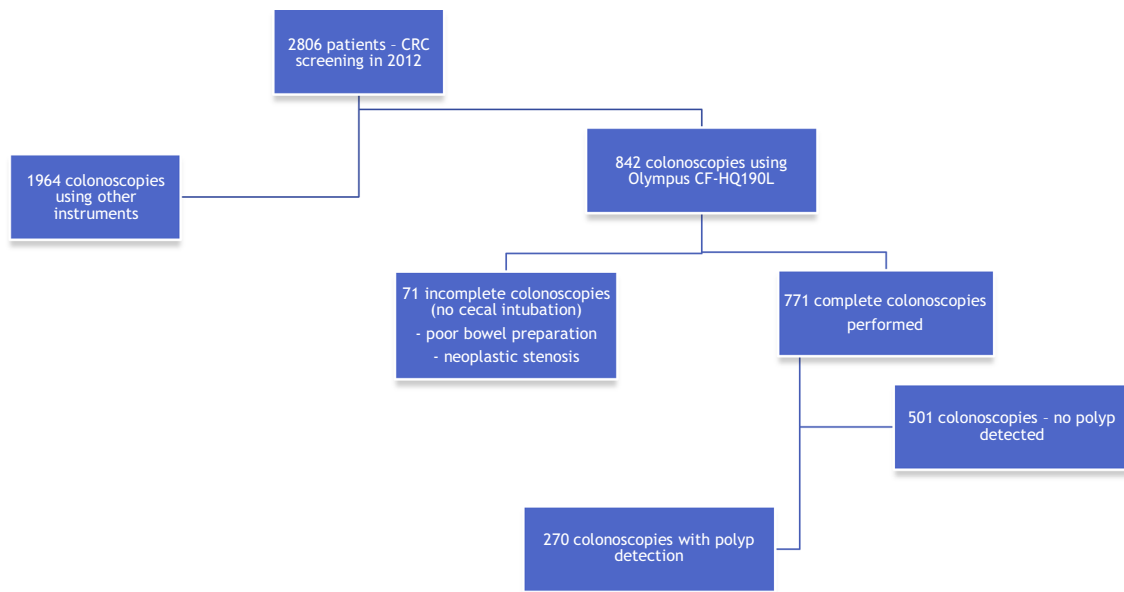 2806 patients – CRC
screening in 2012
1964 colonoscopies
using other
instruments
842 colonoscopies using
Olympus CF-HQ190L
71 incomplete colonoscopies
(no cecal intubation)
- poor bowel preparation
- neoplastic stenosis
771 complete colonoscopies
performed
501 colonoscopies – no polyp
detected
270 colonoscopies with polyp
detection